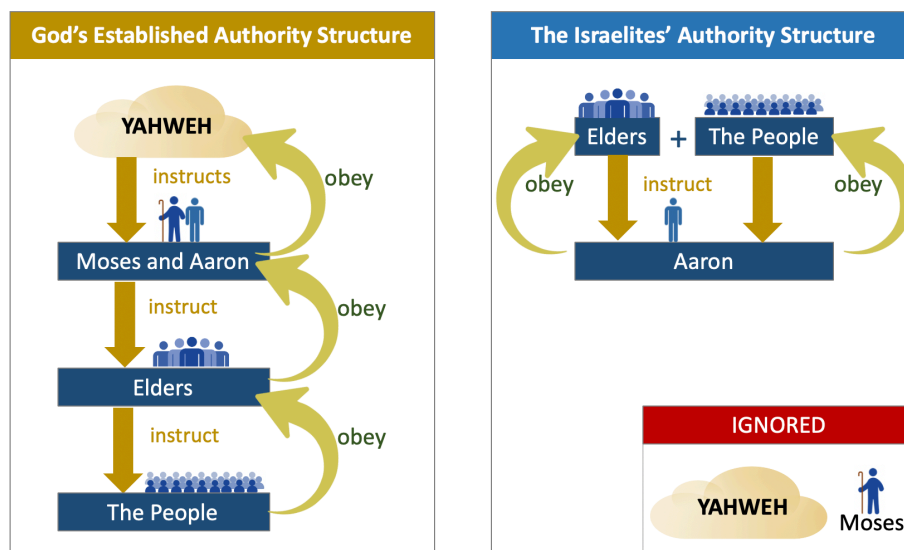 God’s Established Authority Structure
YAHWEH
instructs
obey
Moses and Aaron
instruct
obey
Elders
instruct
obey
The People
The Israelites’ Authority Structure
Elders + The People
obey
instruct
obey
Aaron
IGNORED
YAHWEH
Moses